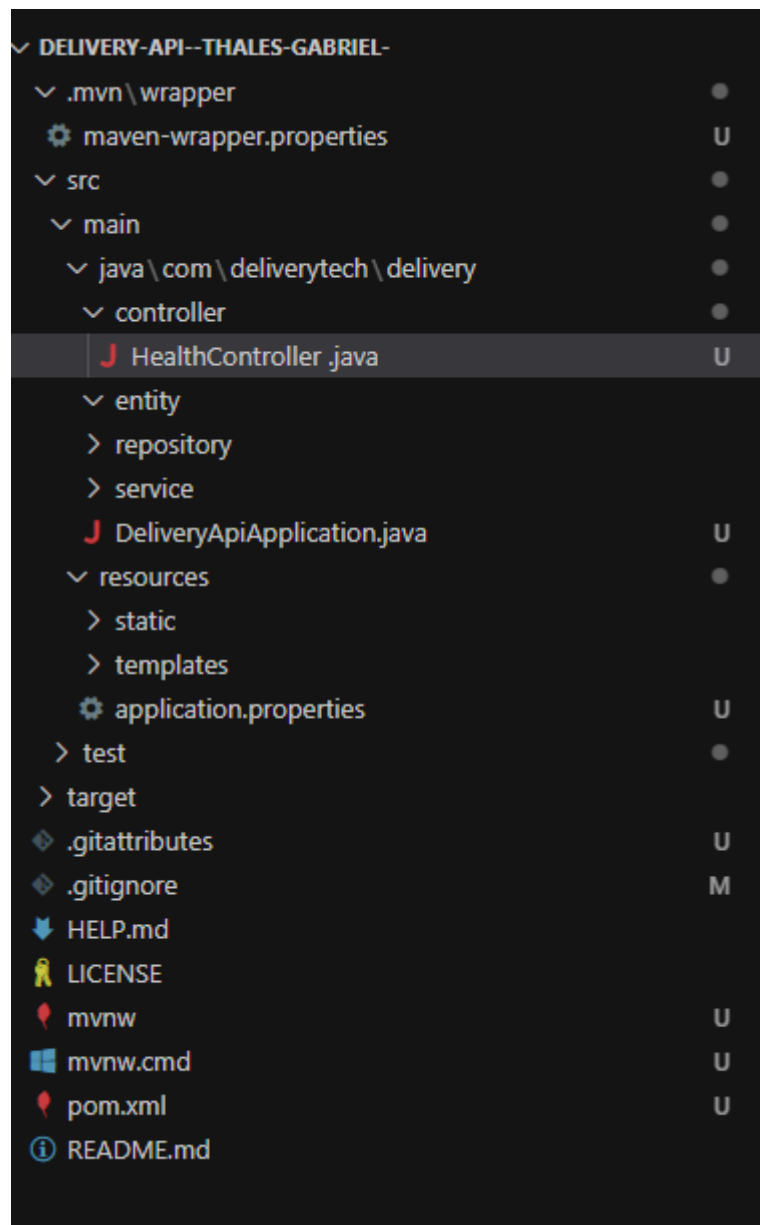 DELIVERY-API--THALES-GABRIEL-
.mvn\wrapper
maven-wrapper.properties U
src
main
java\com\deliverytech\delivery
controller
J HealthController .java U
entity
repository
service
J DeliveryApiApplication.java U
resources
static
templates
application.properties U
test
target
.gitattributes U
.gitignore M
HELP.md
LICENSE
mvnw U
mvnw.cmd U
pom.xml U
README.md